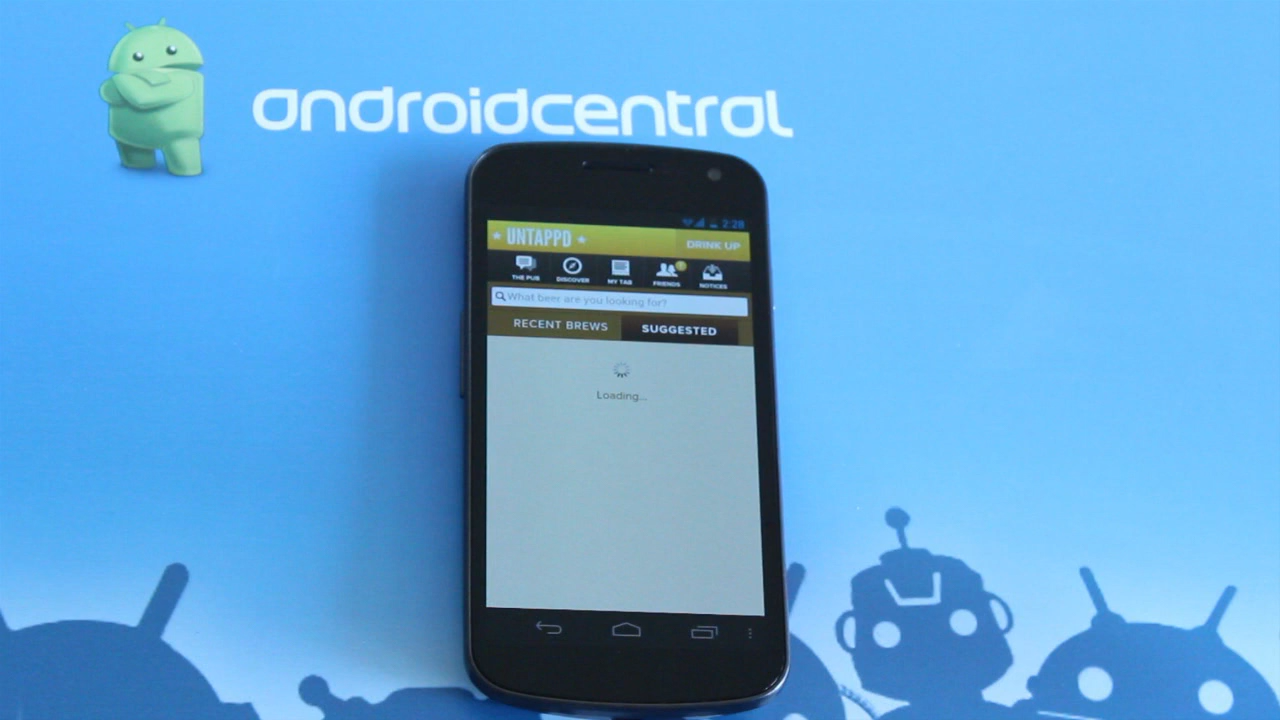 androidcentral
2:28
UNTAPPD DRINK UP
THE PUB DISCOVER MY TAB FRIENDS NOTICES
What beer are you looking for?
RECENT BREWS SUGGESTED
Loading...